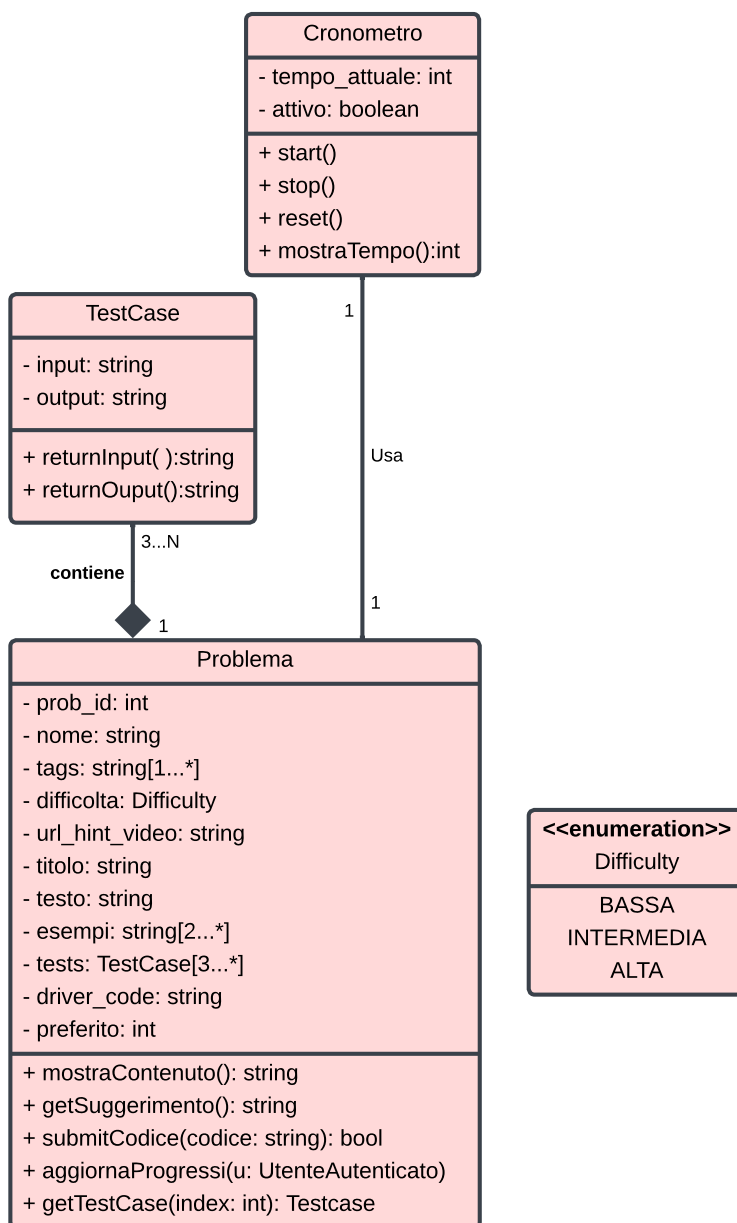 Cronometro
- tempo_attuale: int
- attivo: boolean
+ start()
+ stop()
+ reset()
+ mostraTempo():int
TestCase
- input: string
- output: string
+ returnInput( ):string
+ returnOuput():string
1
Usa
1
3...N
contiene
1
Problema
- prob_id: int
- nome: string
- tags: string[1...*]
- difficolta: Difficulty
- url_hint_video: string
- titolo: string
- testo: string
- esempi: string[2...*]
- tests: TestCase[3...*]
- driver_code: string
- preferito: int
+ mostraContenuto(): string
+ getSuggerimento(): string
+ submitCodice(codice: string): bool
+ aggiornaProgressi(u: UtenteAutenticato)
+ getTestCase(index: int): Testcase
<<enumeration>>
Difficulty
BASSA
INTERMEDIA
ALTA